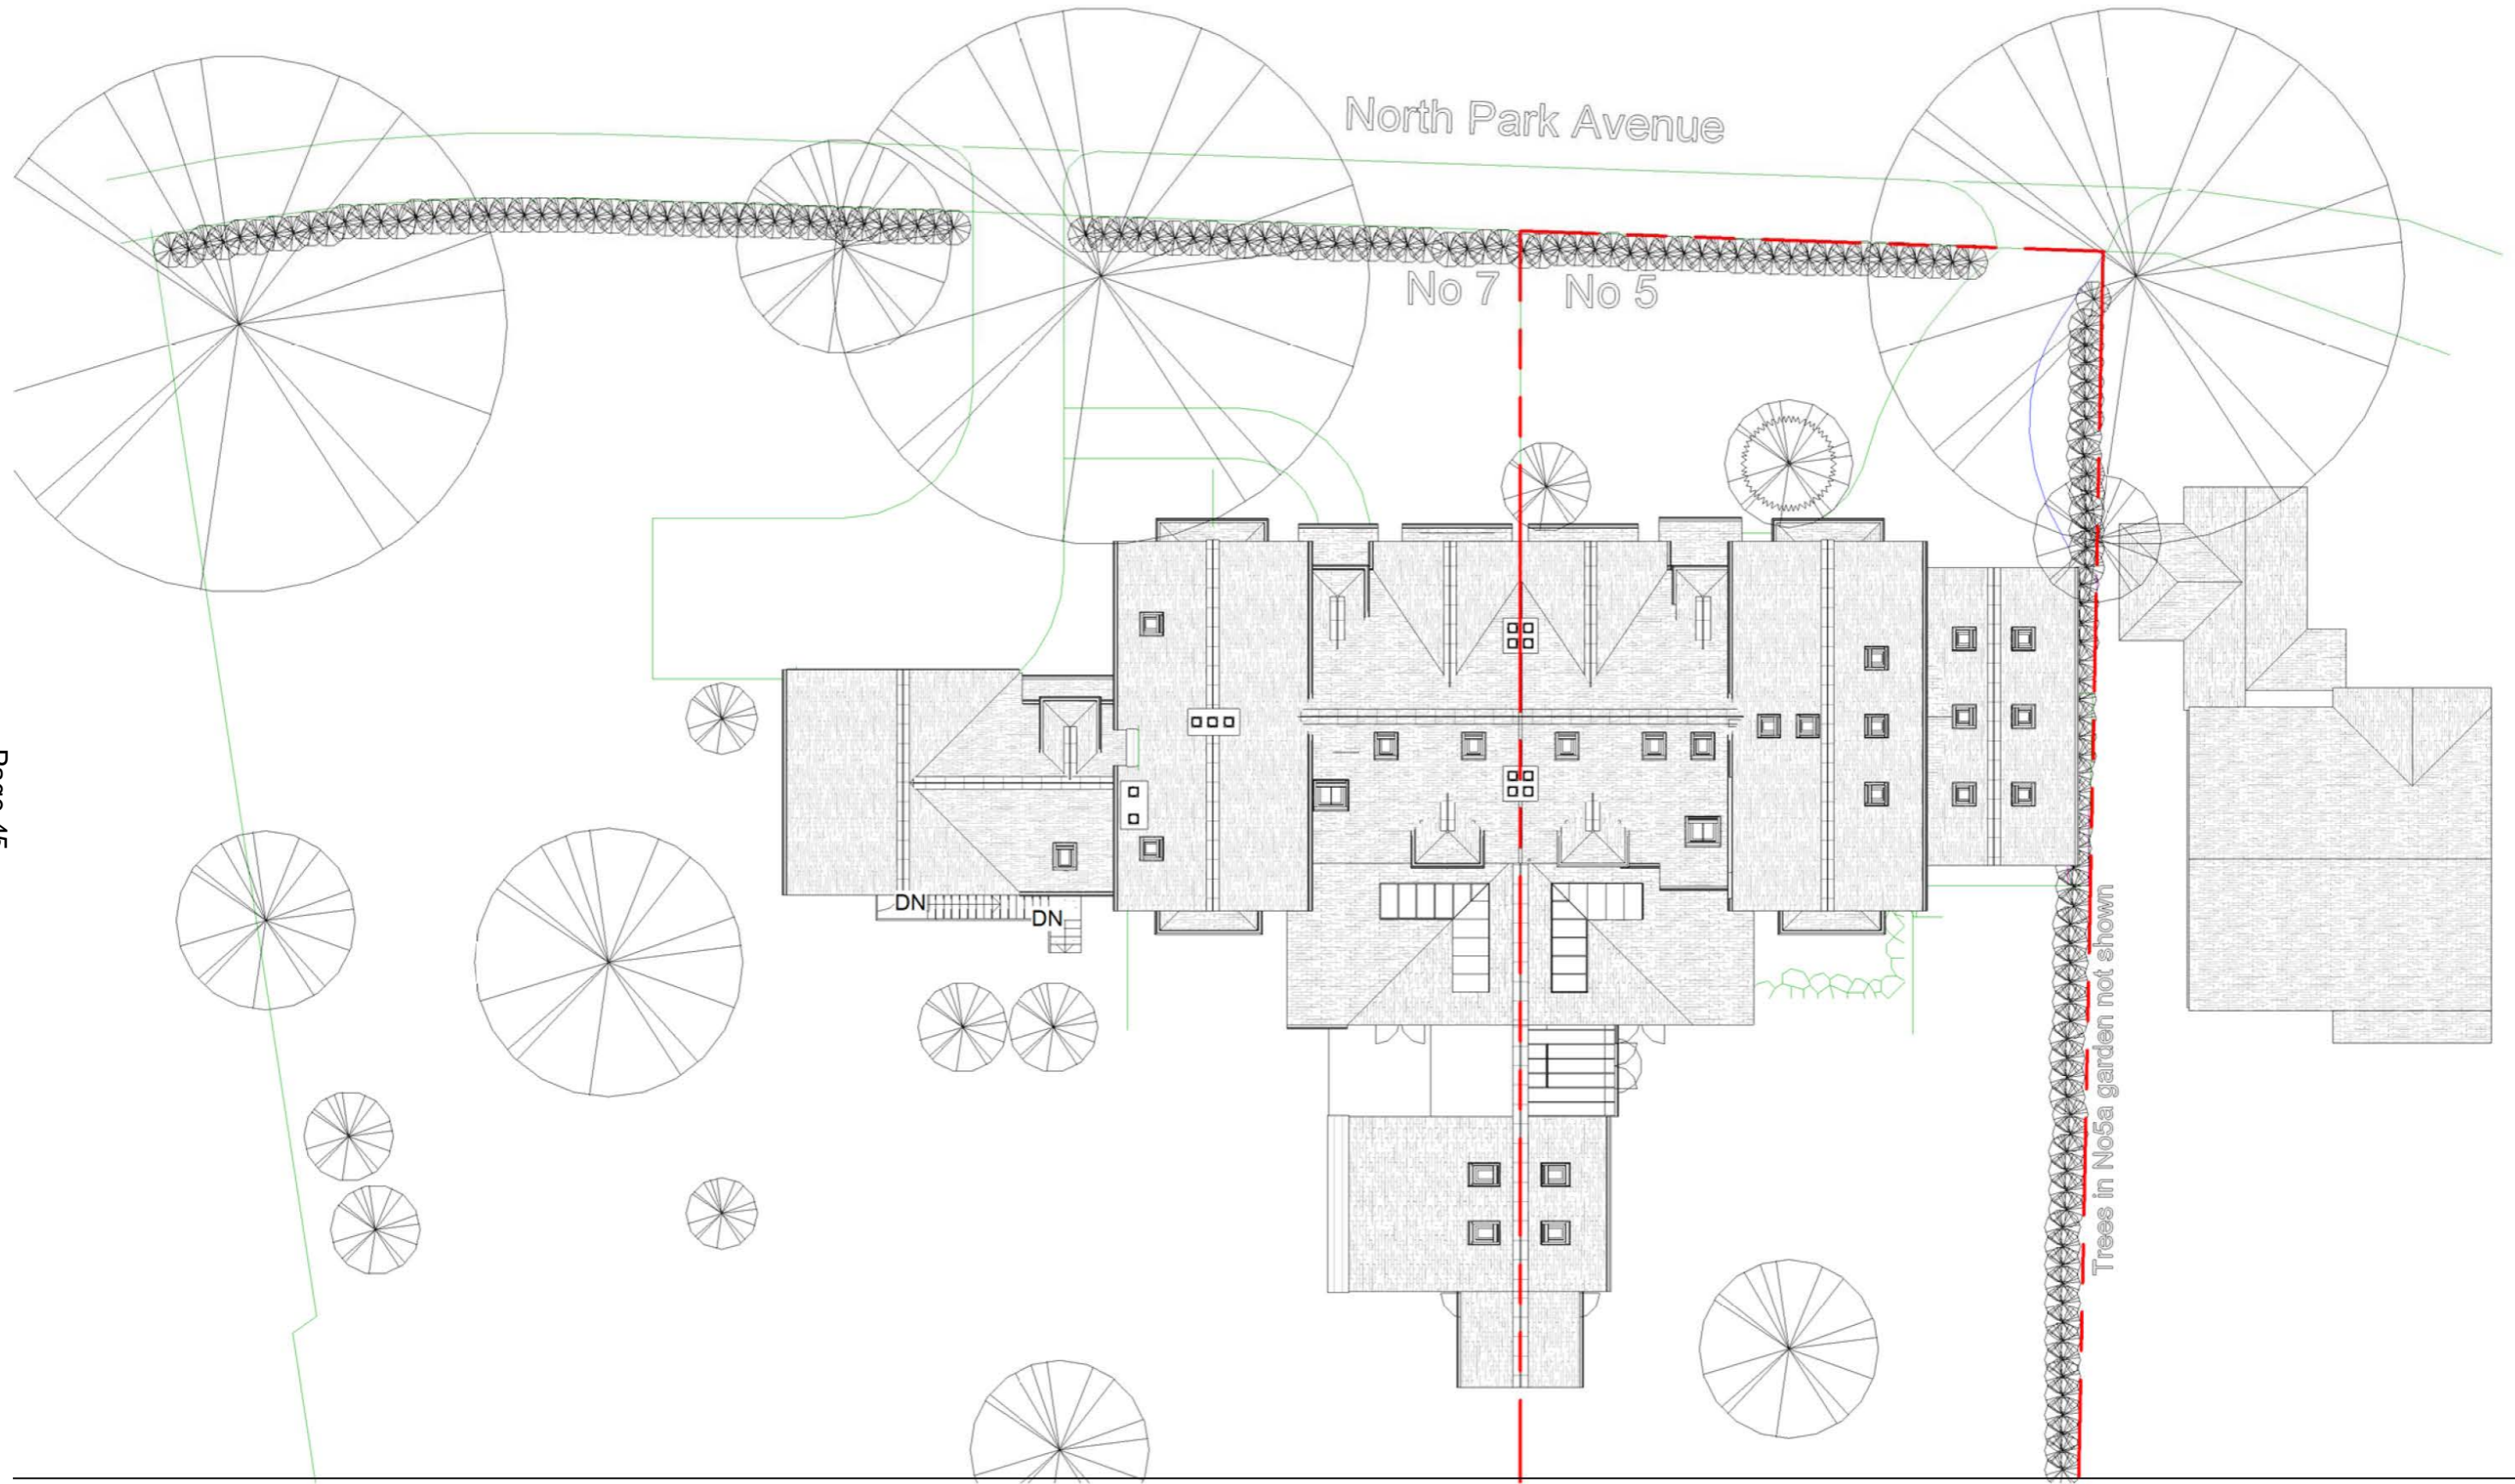 North Park Avenue
No 7
No 5
DN
DN
Trees in No5a garden not shown
Page 45